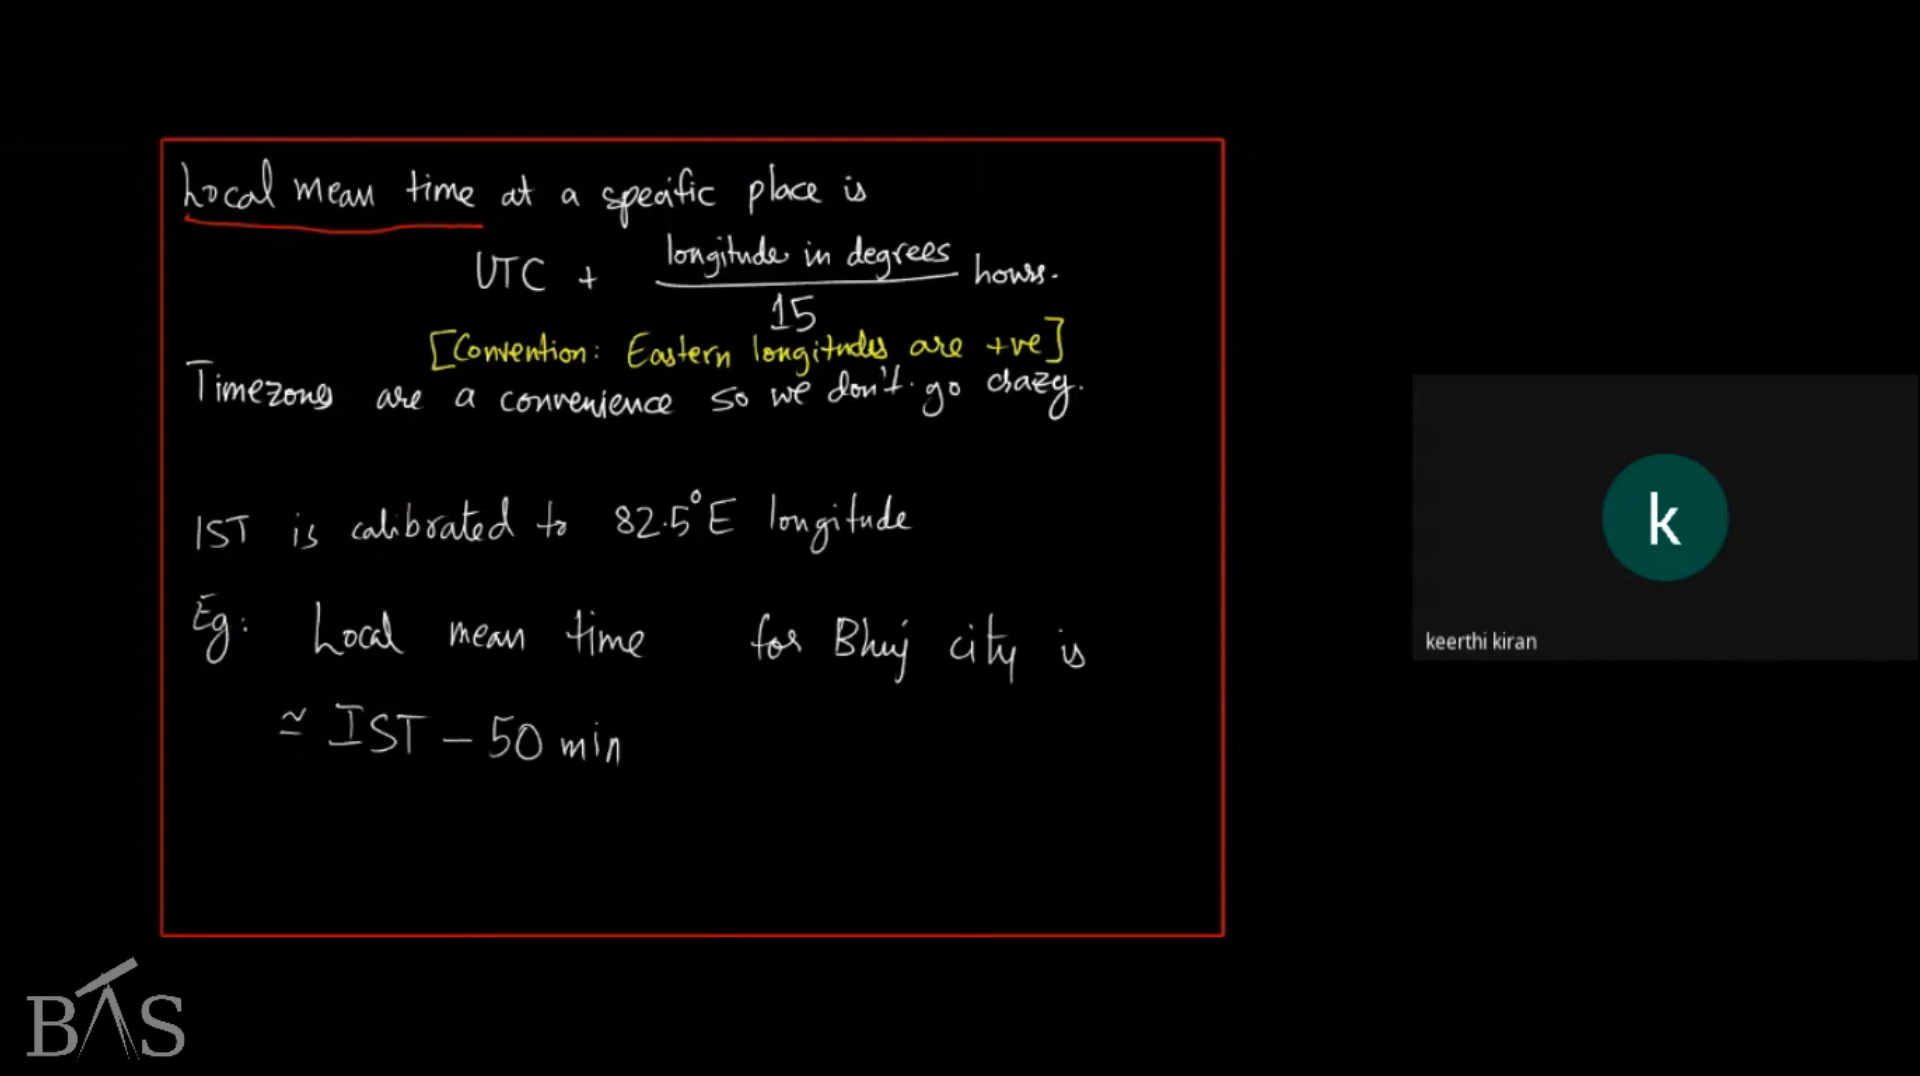 Local mean time at a specific place is
UTC + longitude in degrees / 15 hours.
[Convention: Eastern longitudes are +ve]
Timezones are a convenience so we don't go crazy.
IST is calibrated to 82.5°E longitude
Eg: Local mean time for Bhuj city is
≃ IST - 50 min
k
keerthi kiran
BAS